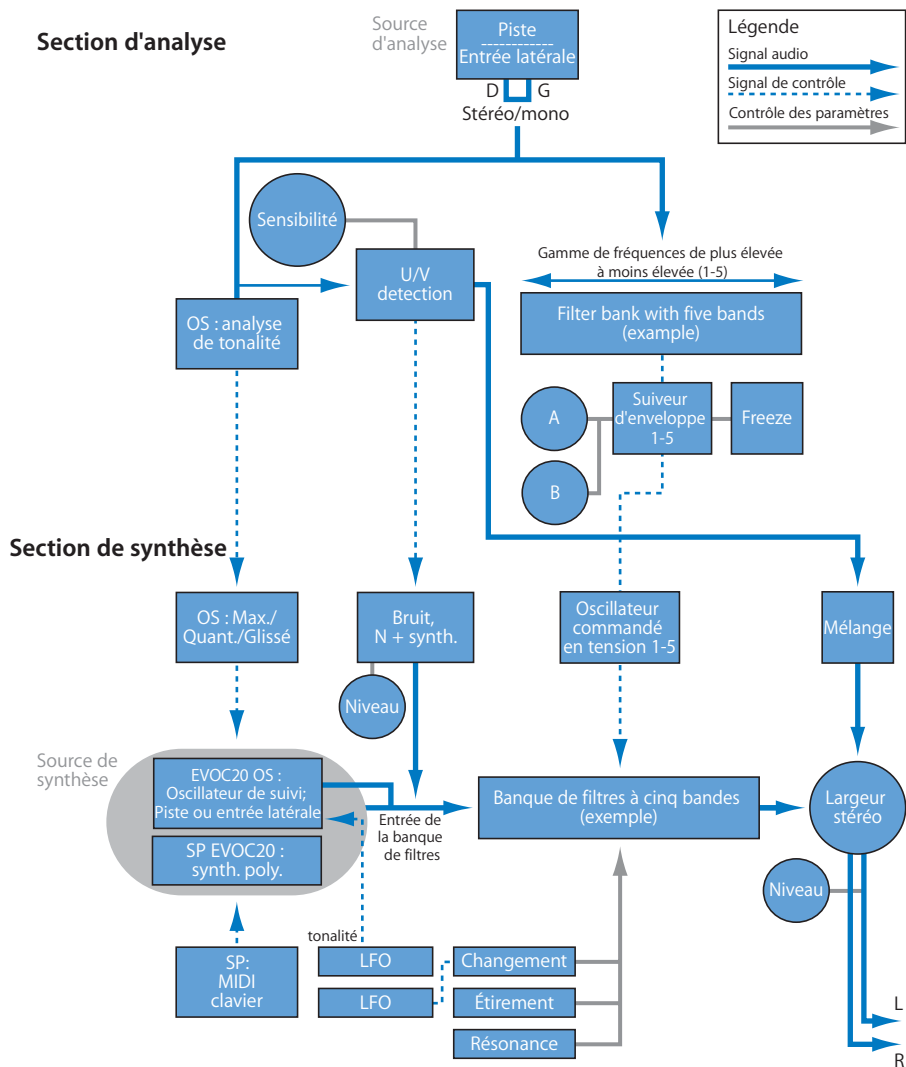 Section d'analyse
Source
d'analyse
Piste
Entrée latérale
D
G
Stéréo/mono
Légende
Signal audio
Signal de contrôle
Contrôle des paramètres
Sensibilité
U/V
detection
OS : analyse
de tonalité
Gamme de fréquences de plus élevée
à moins élevée (1-5)
Filter bank with five bands
(example)
A
B
Suiveur
d'enveloppe
1-5
Freeze
Section de synthèse
OS : Max./
Quant./Glissé
Bruit,
N + synth.
Niveau
Oscillateur
commandé
en tension 1-5
Mélange
Source de
synthèse
EVOC20 OS :
Oscillateur de suivi;
Piste ou entrée latérale
SP EVOC20 :
synth. poly.
Entrée de
la banque
de filtres
Banque de filtres à cinq bandes
(exemple)
Largeur
stéréo
Niveau
SP:
MIDI
clavier
tonalité
LFO
LFO
Changement
Étirement
Résonance
L
R